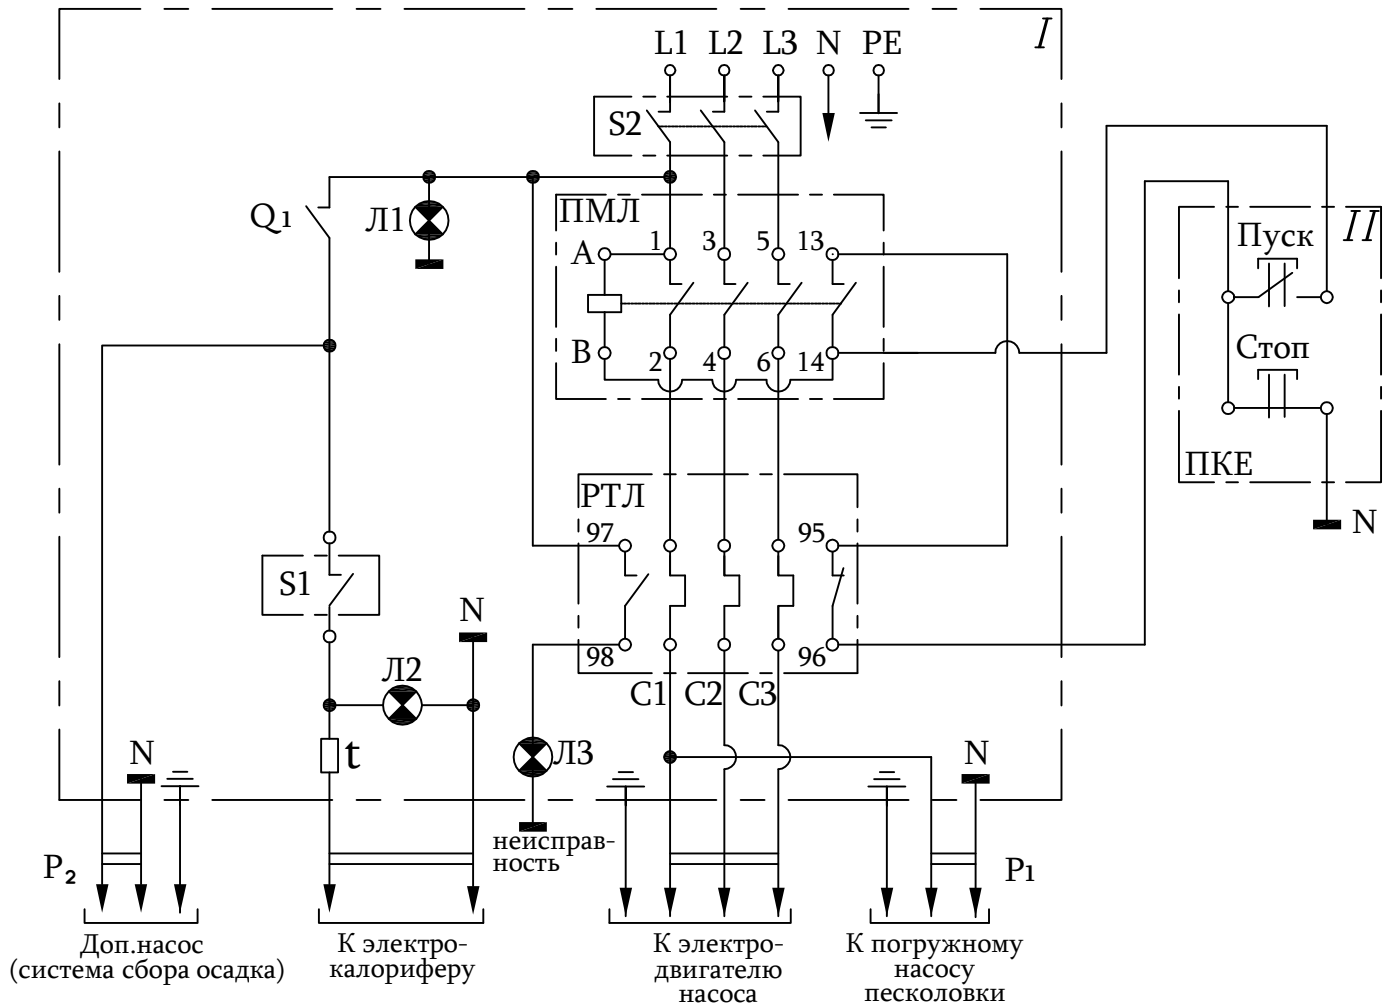 I
L1 L2 L3 N PE
S2
Q1
Л1
ПМЛ
A 1 3 5 13
B 2 4 6 14
II
Пуск
Стоп
ПКЕ
N
РТЛ
97 95
S1
N
98 96
Л2
C1 C2 C3
t
Л3
N
N
неисправ-
ность
P₂
P1
Доп.насос
(система сбора осадка)
К электро-
калориферу
К электро-
двигателю
насоса
К погружному
насосу
песколовки